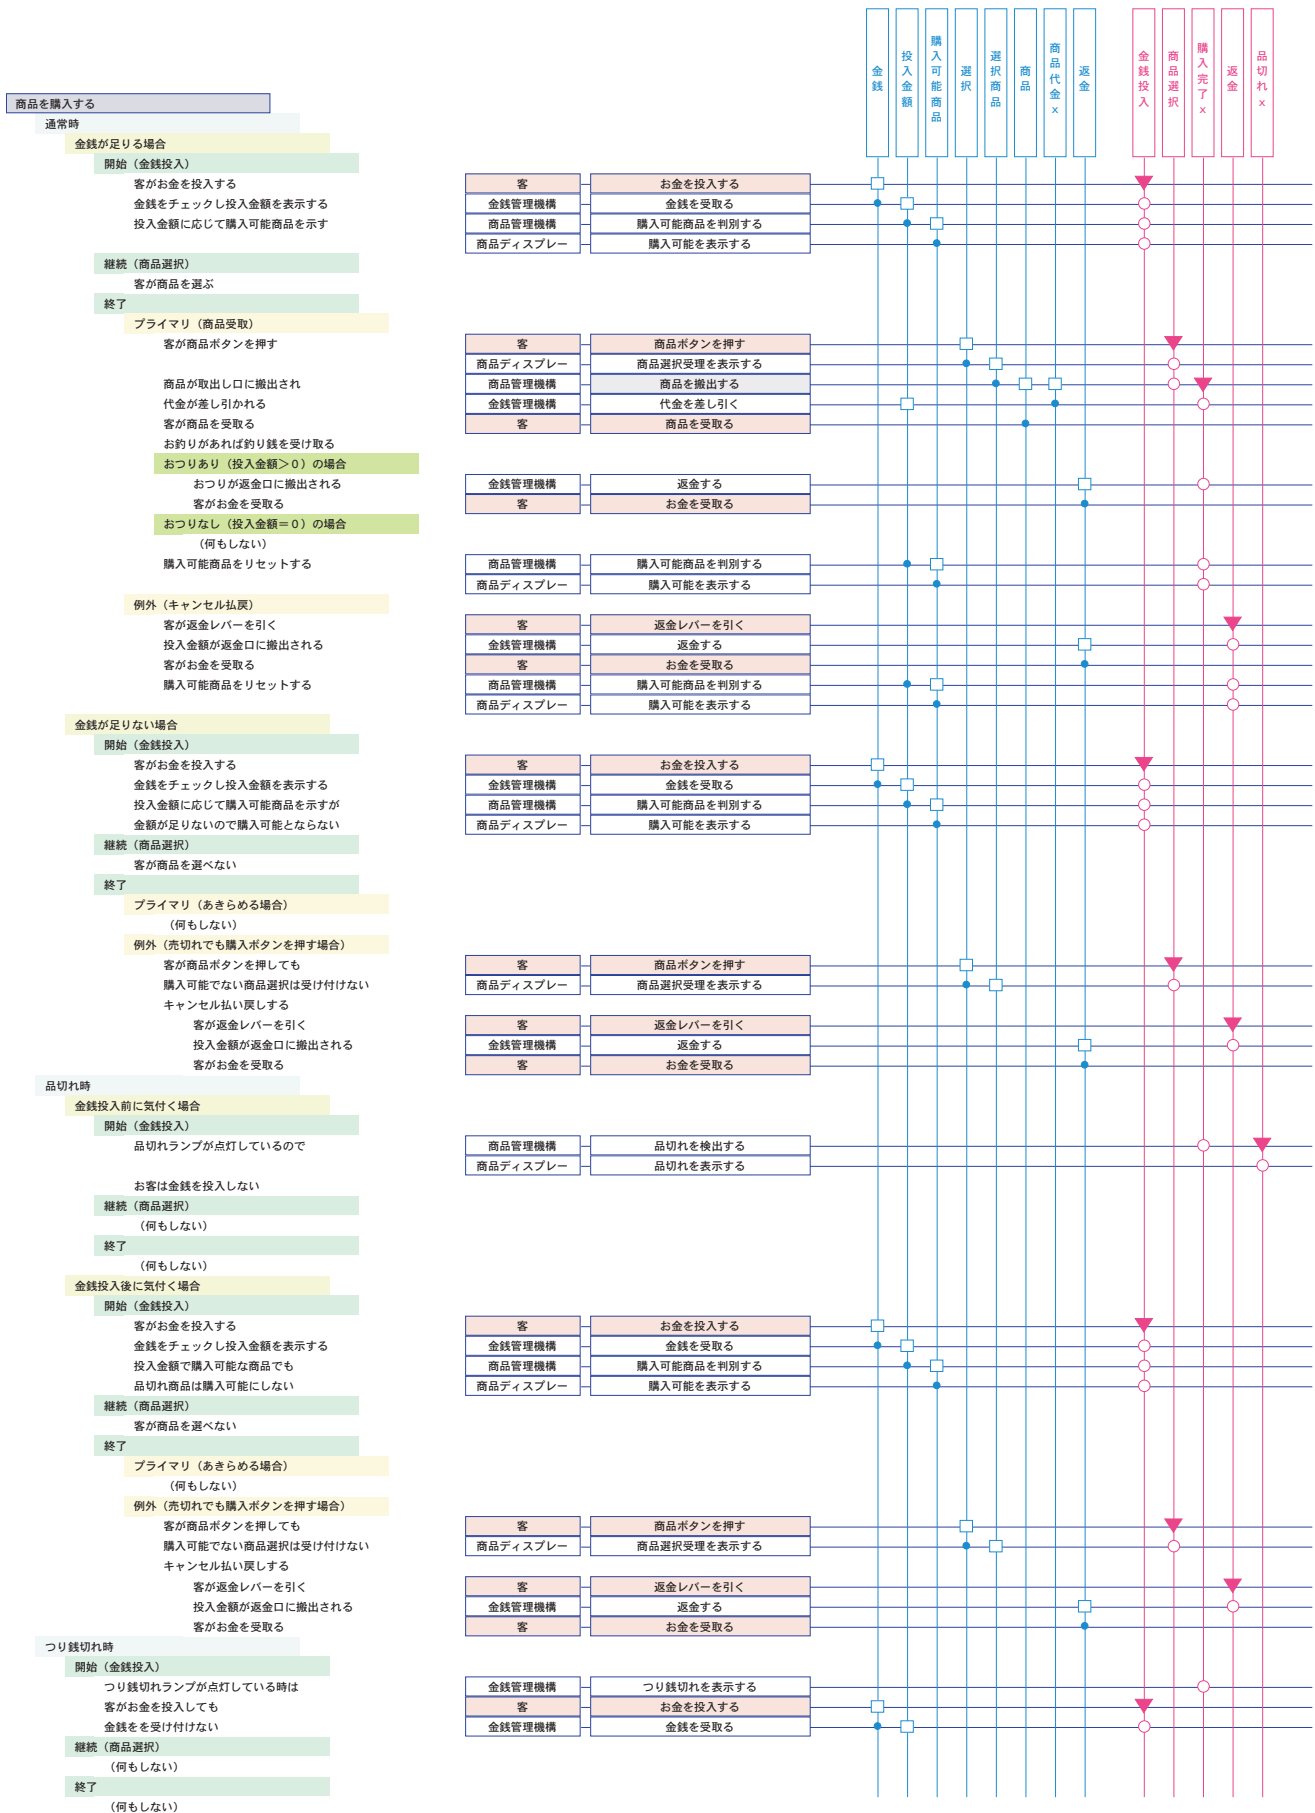 金銭
投入金額
購入可能商品
選択
選択商品
商品
商品代金x
返金
金銭投入
商品選択
購入完了x
返金
品切れx
商品を購入する
通常時
金銭が足りる場合
開始（金銭投入）
客がお金を投入する 客 お金を投入する
金銭をチェックし投入金額を表示する 金銭管理機構 金銭を受取る
投入金額に応じて購入可能商品を示す 商品管理機構 購入可能商品を判別する
商品ディスプレー 購入可能を表示する
継続（商品選択）
客が商品を選ぶ
終了
プライマリ（商品受取）
客が商品ボタンを押す 客 商品ボタンを押す
商品ディスプレー 商品選択受理を表示する
商品が取出し口に搬出され 商品管理機構 商品を搬出する
代金が差し引かれる 金銭管理機構 代金を差し引く
客が商品を受取る 客 商品を受取る
お釣りがあれば釣り銭を受け取る
おつりあり（投入金額＞０）の場合
おつりが返金口に搬出される 金銭管理機構 返金する
客がお金を受取る 客 お金を受取る
おつりなし（投入金額＝０）の場合
（何もしない）
購入可能商品をリセットする 商品管理機構 購入可能商品を判別する
商品ディスプレー 購入可能を表示する
例外（キャンセル払戻）
客が返金レバーを引く 客 返金レバーを引く
投入金額が返金口に搬出される 金銭管理機構 返金する
客がお金を受取る 客 お金を受取る
購入可能商品をリセットする 商品管理機構 購入可能商品を判別する
商品ディスプレー 購入可能を表示する
金銭が足りない場合
開始（金銭投入）
客がお金を投入する 客 お金を投入する
金銭をチェックし投入金額を表示する 金銭管理機構 金銭を受取る
投入金額に応じて購入可能商品を示すが 商品管理機構 購入可能商品を判別する
金額が足りないので購入可能とならない 商品ディスプレー 購入可能を表示する
継続（商品選択）
客が商品を選べない
終了
プライマリ（あきらめる場合）
（何もしない）
例外（売切れでも購入ボタンを押す場合）
客が商品ボタンを押しても 客 商品ボタンを押す
購入可能でない商品選択は受け付けない 商品ディスプレー 商品選択受理を表示する
キャンセル払い戻しする
客が返金レバーを引く 客 返金レバーを引く
投入金額が返金口に搬出される 金銭管理機構 返金する
客がお金を受取る 客 お金を受取る
品切れ時
金銭投入前に気付く場合
開始（金銭投入）
品切れランプが点灯しているので 商品管理機構 品切れを検出する
商品ディスプレー 品切れを表示する
お客は金銭を投入しない
継続（商品選択）
（何もしない）
終了
（何もしない）
金銭投入後に気付く場合
開始（金銭投入）
客がお金を投入する 客 お金を投入する
金銭をチェックし投入金額を表示する 金銭管理機構 金銭を受取る
投入金額で購入可能な商品でも 商品管理機構 購入可能商品を判別する
品切れ商品は購入可能にしない 商品ディスプレー 購入可能を表示する
継続（商品選択）
客が商品を選べない
終了
プライマリ（あきらめる場合）
（何もしない）
例外（売切れでも購入ボタンを押す場合）
客が商品ボタンを押しても 客 商品ボタンを押す
購入可能でない商品選択は受け付けない 商品ディスプレー 商品選択受理を表示する
キャンセル払い戻しする
客が返金レバーを引く 客 返金レバーを引く
投入金額が返金口に搬出される 金銭管理機構 返金する
客がお金を受取る 客 お金を受取る
つり銭切れ時
開始（金銭投入）
つり銭切れランプが点灯している時は 金銭管理機構 つり銭切れを表示する
客がお金を投入しても 客 お金を投入する
金銭をを受け付けない 金銭管理機構 金銭を受取る
継続（商品選択）
（何もしない）
終了
（何もしない）